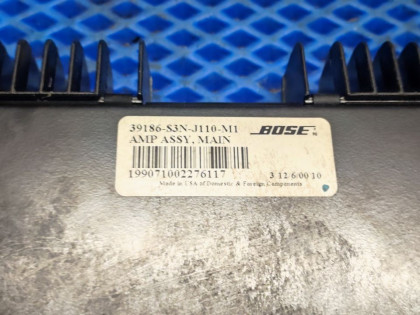 39186-S3N-J110-M1
BOSE
AMP ASSY, MAIN
199071002276117
3 12 6/00 10
Made in USA of Domestic & Foreign Components